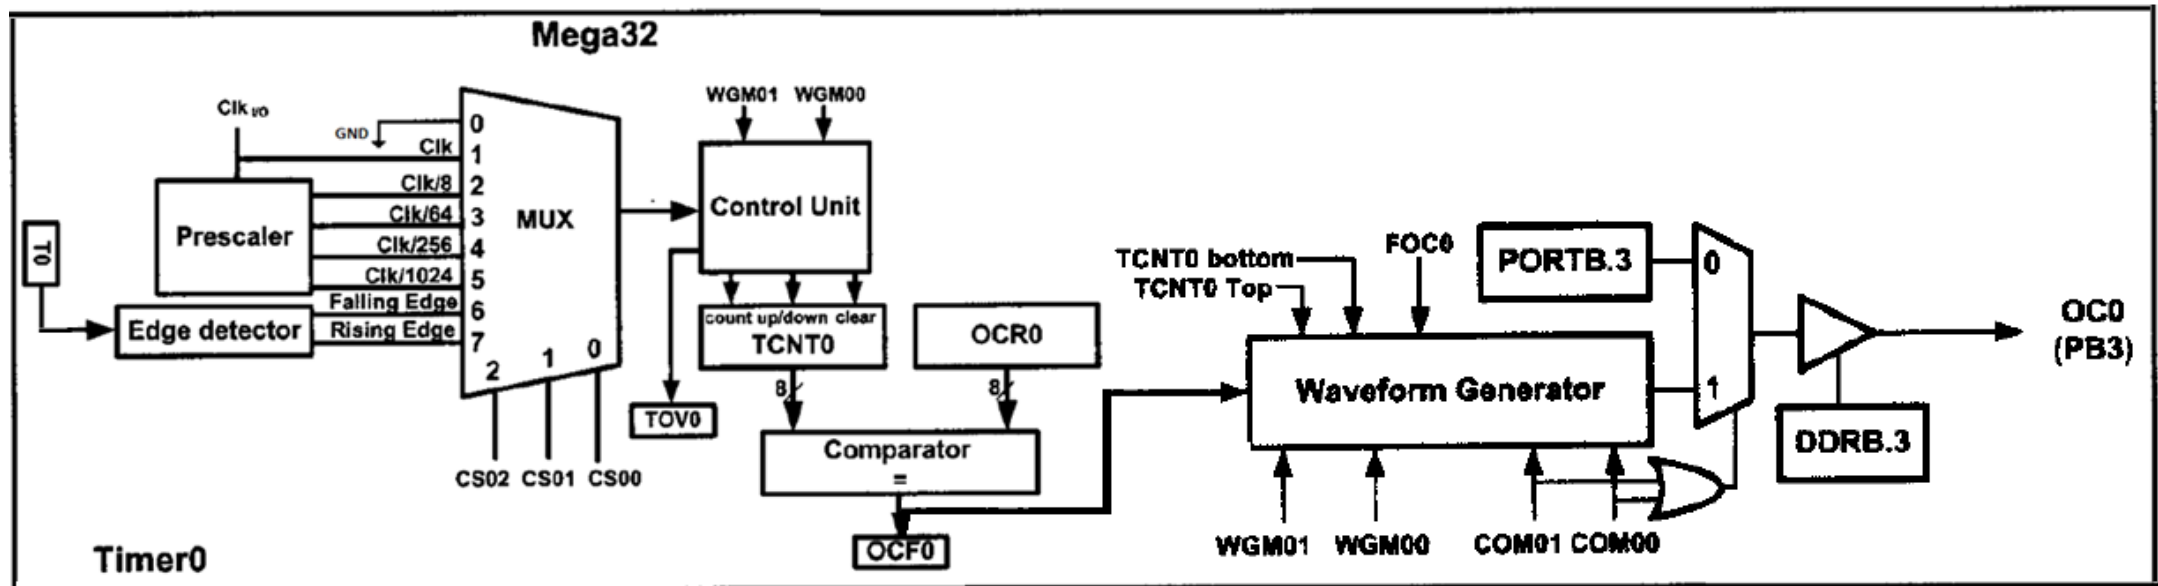 Mega32
Clk I/O
GND
Clk
Clk/8
Clk/64
Clk/256
Clk/1024
Falling Edge
Rising Edge
Prescaler
T0
Edge detector
0
1
2
3
4
5
6
7
MUX
2 1 0
CS02 CS01 CS00
WGM01 WGM00
Control Unit
count up/down clear
TCNT0
OCR0
8
8
TOV0
Comparator
=
OCF0
TCNT0 bottom
TCNT0 Top
FOC0
Waveform Generator
WGM01 WGM00 COM01 COM00
PORTB.3
0
1
DDRB.3
OC0
(PB3)
Timer0